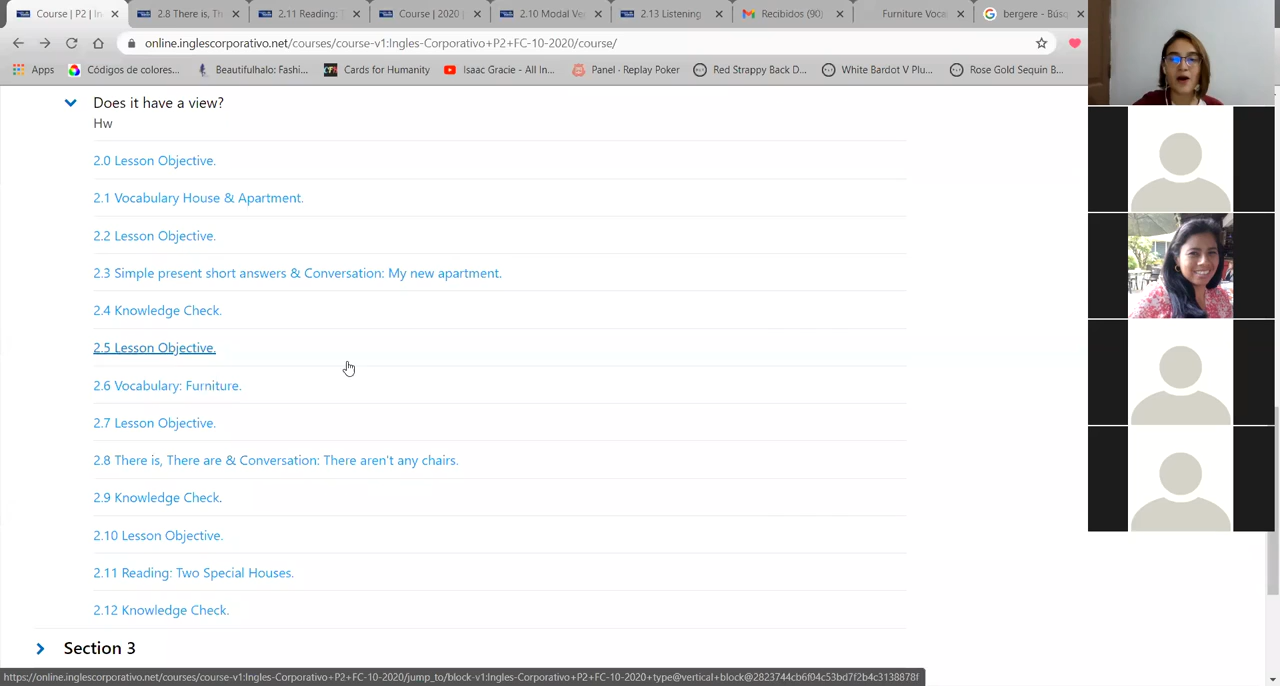 Course | P2 | In
2.8 There is, Th
2.11 Reading: T
Course | 2020
2.10 Modal Ve
2.13 Listening
Recibidos (90)
Furniture Voca
bergere - Búsq
online.inglescorporativo.net/courses/course-v1:Ingles-Corporativo+P2+FC-10-2020/course/
Apps
Códigos de colores...
Beautifulhalo: Fashi...
Cards for Humanity
Isaac Gracie - All In...
Panel · Replay Poker
Red Strappy Back D...
White Bardot V Plu...
Rose Gold Sequin B...
Does it have a view?
Hw
2.0 Lesson Objective.
2.1 Vocabulary House & Apartment.
2.2 Lesson Objective.
2.3 Simple present short answers & Conversation: My new apartment.
2.4 Knowledge Check.
2.5 Lesson Objective.
2.6 Vocabulary: Furniture.
2.7 Lesson Objective.
2.8 There is, There are & Conversation: There aren't any chairs.
2.9 Knowledge Check.
2.10 Lesson Objective.
2.11 Reading: Two Special Houses.
2.12 Knowledge Check.
Section 3
https://online.inglescorporativo.net/courses/course-v1:Ingles-Corporativo+P2+FC-10-2020/jump_to/block-v1:Ingles-Corporativo+P2+FC-10-2020+type@vertical+block@2823744cb6f04c53bd7f2b4c3138878f